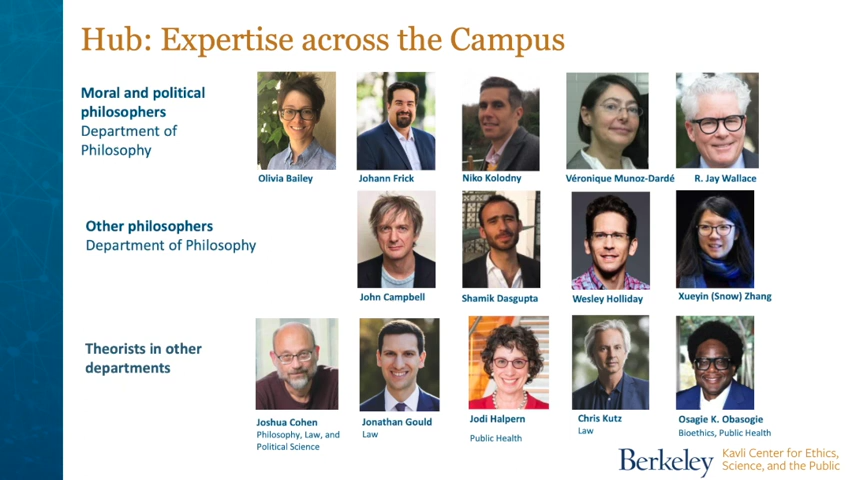 Hub: Expertise across the Campus
Moral and political
philosophers
Department of
Philosophy
Olivia Bailey
Johann Frick
Niko Kolodny
Véronique Munoz-Dardé
R. Jay Wallace
Other philosophers
Department of Philosophy
John Campbell
Shamik Dasgupta
Wesley Holliday
Xueyin (Snow) Zhang
Theorists in other
departments
Joshua Cohen
Philosophy, Law, and
Political Science
Jonathan Gould
Law
Jodi Halpern
Public Health
Chris Kutz
Law
Osagie K. Obasogie
Bioethics, Public Health
Berkeley
Kavli Center for Ethics,
Science, and the Public